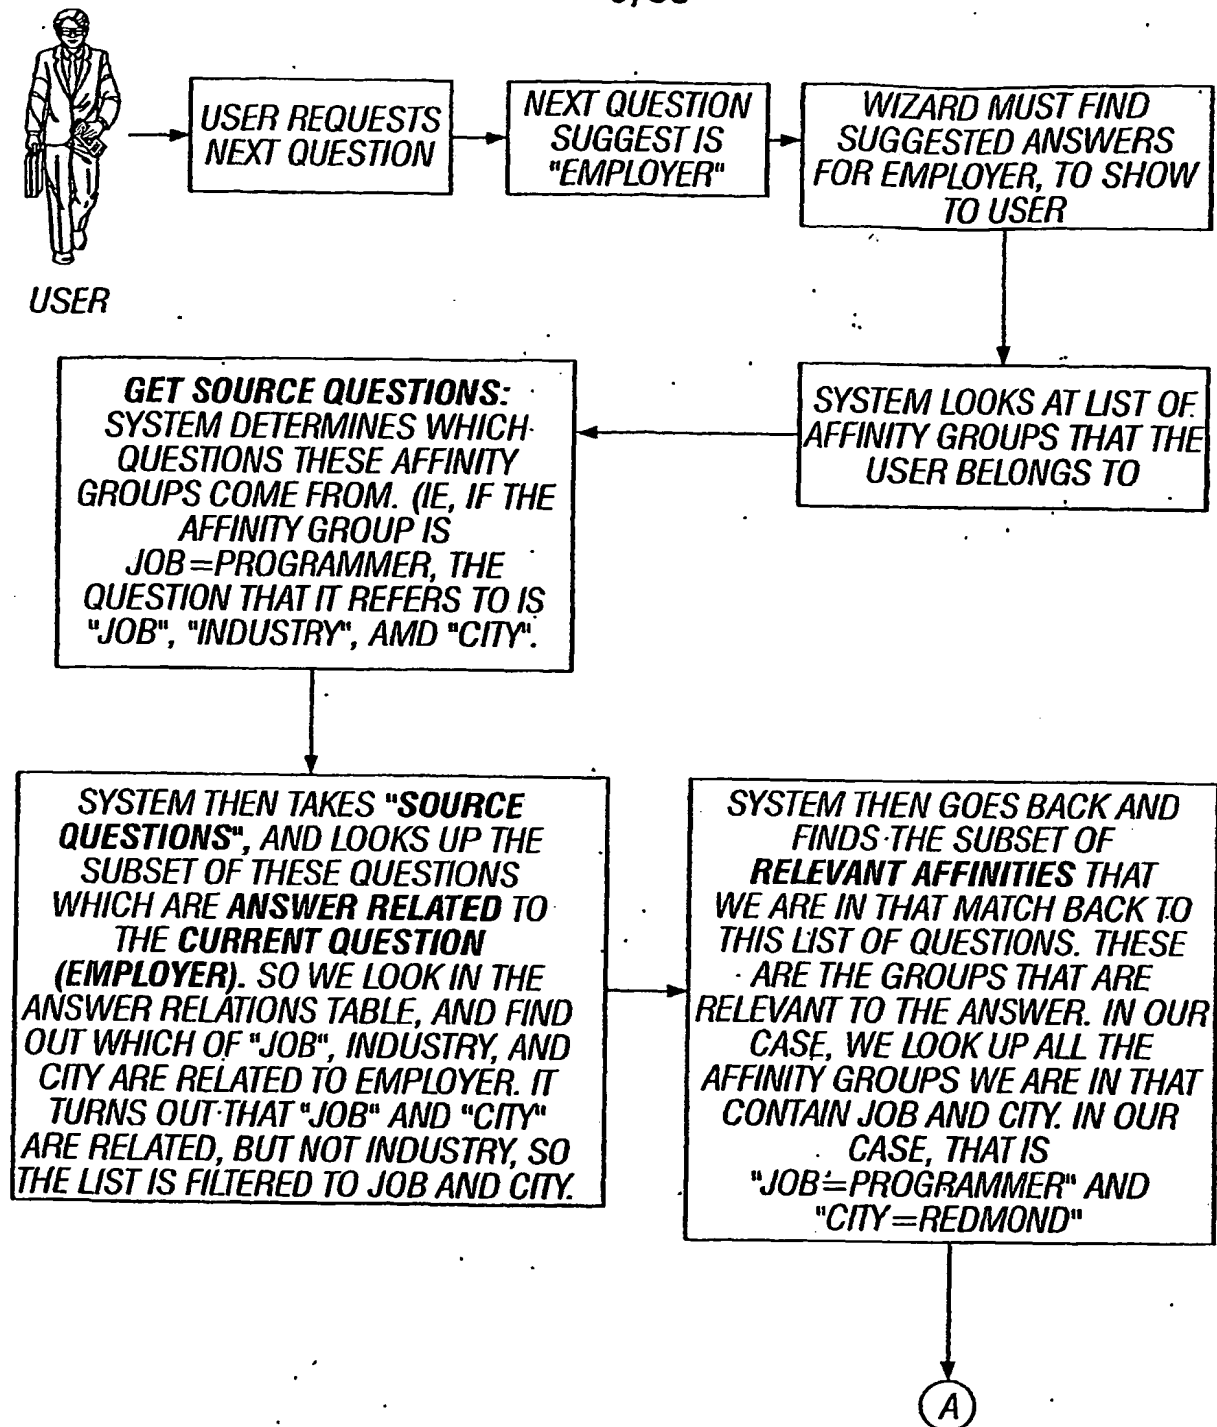 USER REQUESTS
NEXT QUESTION
NEXT QUESTION
SUGGEST IS
"EMPLOYER"
WIZARD MUST FIND
SUGGESTED ANSWERS
FOR EMPLOYER, TO SHOW
TO USER
USER
SYSTEM LOOKS AT LIST OF
AFFINITY GROUPS THAT THE
USER BELONGS TO
GET SOURCE QUESTIONS:
SYSTEM DETERMINES WHICH
QUESTIONS THESE AFFINITY
GROUPS COME FROM. (IE, IF THE
AFFINITY GROUP IS
JOB=PROGRAMMER, THE
QUESTION THAT IT REFERS TO IS
"JOB", "INDUSTRY", AMD "CITY".
SYSTEM THEN TAKES "SOURCE
QUESTIONS", AND LOOKS UP THE
SUBSET OF THESE QUESTIONS
WHICH ARE ANSWER RELATED TO
THE CURRENT QUESTION
(EMPLOYER). SO WE LOOK IN THE
ANSWER RELATIONS TABLE, AND FIND
OUT WHICH OF "JOB", INDUSTRY, AND
CITY ARE RELATED TO EMPLOYER. IT
TURNS OUT THAT "JOB" AND "CITY"
ARE RELATED, BUT NOT INDUSTRY, SO
THE LIST IS FILTERED TO JOB AND CITY.
SYSTEM THEN GOES BACK AND
FINDS THE SUBSET OF
RELEVANT AFFINITIES THAT
WE ARE IN THAT MATCH BACK TO
THIS LIST OF QUESTIONS. THESE
ARE THE GROUPS THAT ARE
RELEVANT TO THE ANSWER. IN OUR
CASE, WE LOOK UP ALL THE
AFFINITY GROUPS WE ARE IN THAT
CONTAIN JOB AND CITY. IN OUR
CASE, THAT IS
"JOB=PROGRAMMER" AND
"CITY=REDMOND"
A